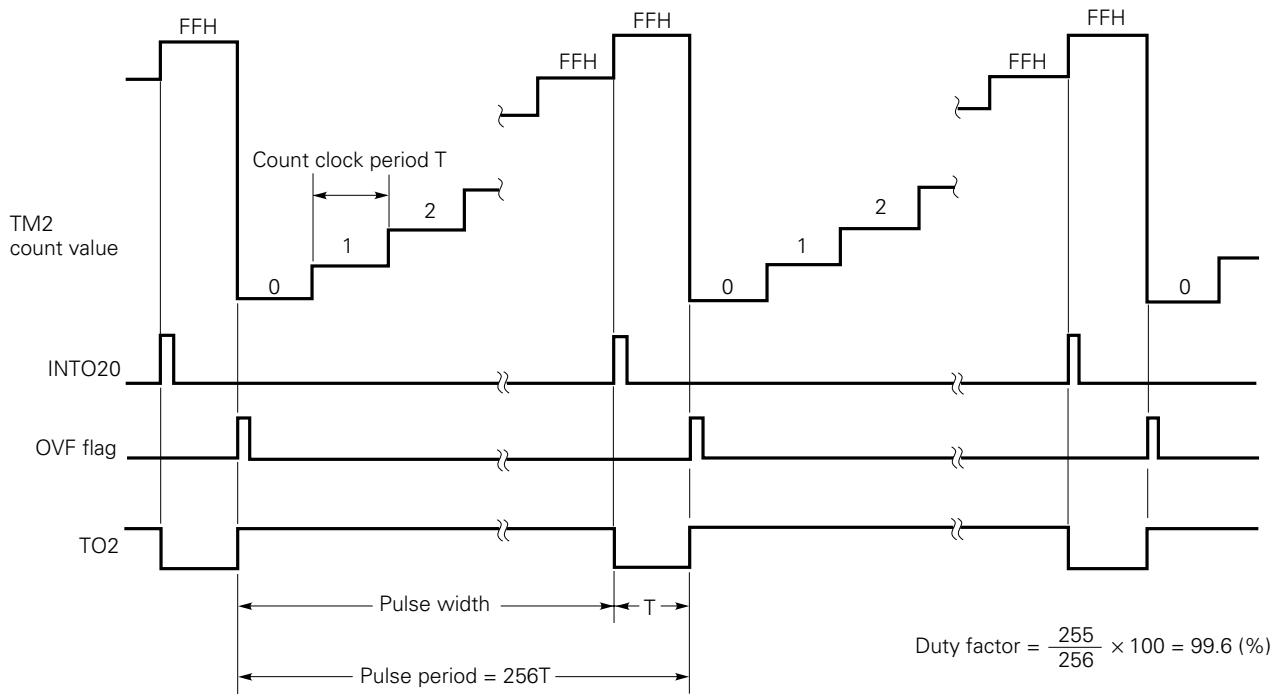 FFH
FFH
FFH
FFH
FFH
Count clock period T
TM2
count value
0
1
2
0
1
2
0
INTO20
OVF flag
TO2
Pulse width
T
Pulse period = 256T
Duty factor = 255/256 × 100 = 99.6 (%)